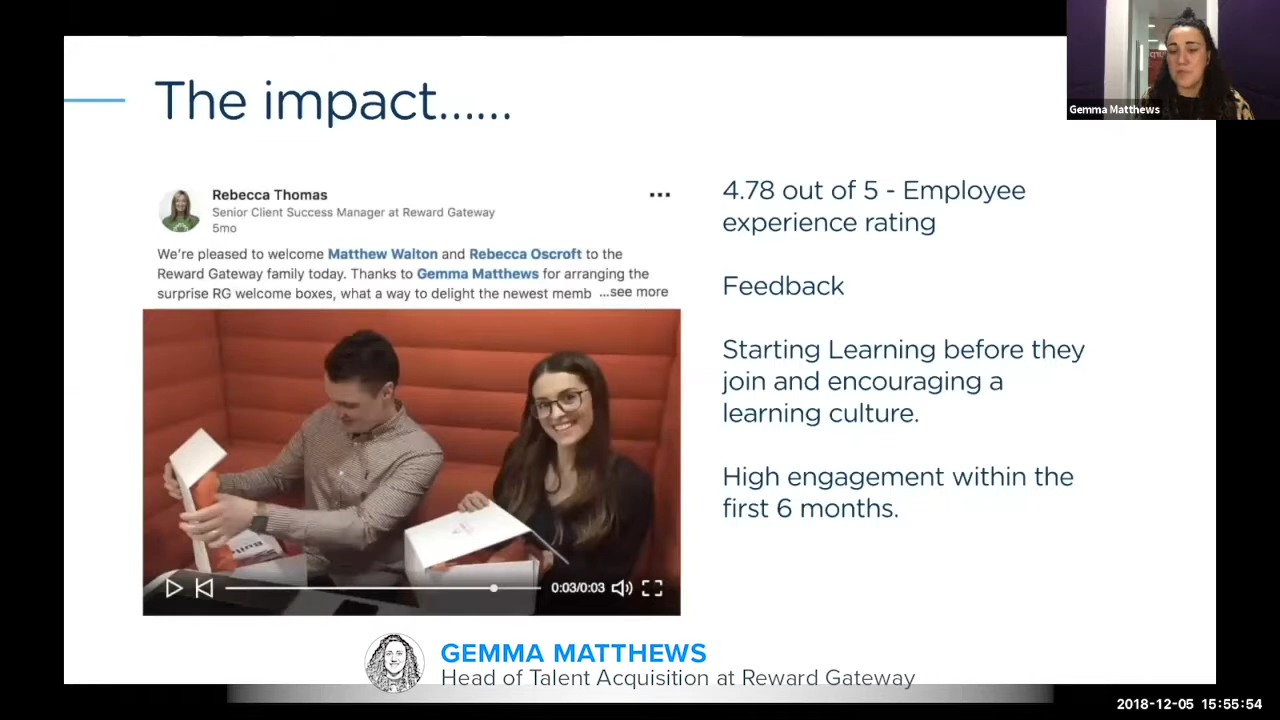 The impact......
Gemma Matthews
Rebecca Thomas
Senior Client Success Manager at Reward Gateway
5mo
We're pleased to welcome Matthew Walton and Rebecca Oscroft to the
Reward Gateway family today. Thanks to Gemma Matthews for arranging the
surprise RG welcome boxes, what a way to delight the newest memb ...see more
0:03/0:03
4.78 out of 5 - Employee
experience rating
Feedback
Starting Learning before they
join and encouraging a
learning culture.
High engagement within the
first 6 months.
GEMMA MATTHEWS
Head of Talent Acquisition at Reward Gateway
2018-12-05 15:55:54